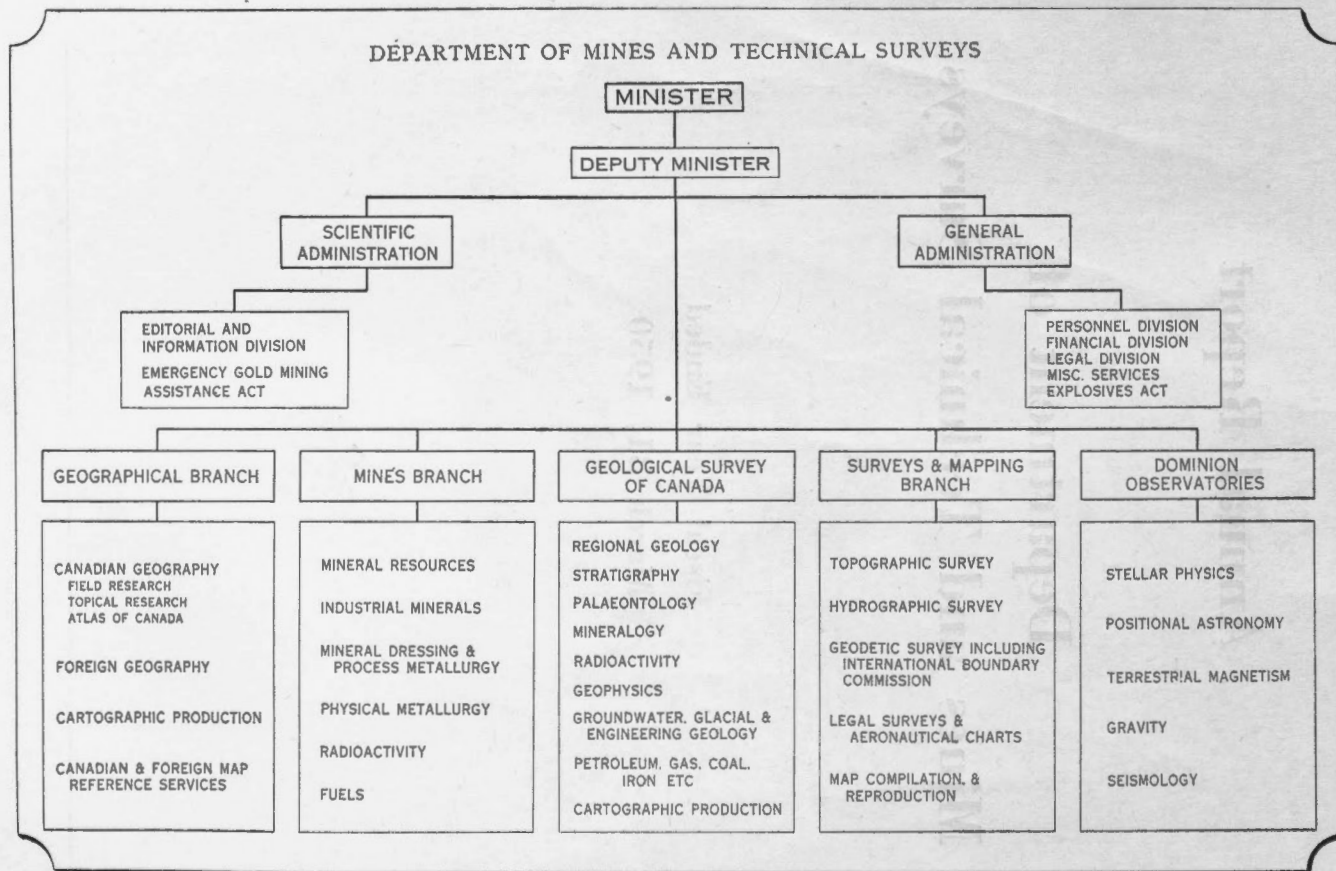 DEPARTMENT OF MINES AND TECHNICAL SURVEYS
MINISTER
DEPUTY MINISTER
SCIENTIFIC
ADMINISTRATION
GENERAL
ADMINISTRATION
EDITORIAL AND
INFORMATION DIVISION
EMERGENCY GOLD MINING
ASSISTANCE ACT
PERSONNEL DIVISION
FINANCIAL DIVISION
LEGAL DIVISION
MISC. SERVICES
EXPLOSIVES ACT
GEOGRAPHICAL BRANCH
CANADIAN GEOGRAPHY
FIELD RESEARCH
TOPICAL RESEARCH
ATLAS OF CANADA
FOREIGN GEOGRAPHY
CARTOGRAPHIC PRODUCTION
CANADIAN & FOREIGN MAP
REFERENCE SERVICES
MINES BRANCH
MINERAL RESOURCES
INDUSTRIAL MINERALS
MINERAL DRESSING &
PROCESS METALLURGY
PHYSICAL METALLURGY
RADIOACTIVITY
FUELS
GEOLOGICAL SURVEY
OF CANADA
REGIONAL GEOLOGY
STRATIGRAPHY
PALAEONTOLOGY
MINERALOGY
RADIOACTIVITY
GEOPHYSICS
GROUNDWATER, GLACIAL &
ENGINEERING GEOLOGY
PETROLEUM, GAS, COAL,
IRON ETC
CARTOGRAPHIC PRODUCTION
SURVEYS & MAPPING
BRANCH
TOPOGRAPHIC SURVEY
HYDROGRAPHIC SURVEY
GEODETIC SURVEY INCLUDING
INTERNATIONAL BOUNDARY
COMMISSION
LEGAL SURVEYS &
AERONAUTICAL CHARTS
MAP COMPILATION, &
REPRODUCTION
DOMINION
OBSERVATORIES
STELLAR PHYSICS
POSITIONAL ASTRONOMY
TERRESTRIAL MAGNETISM
GRAVITY
SEISMOLOGY